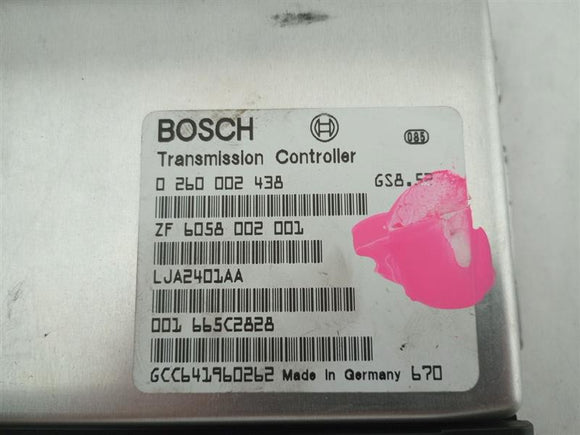 BOSCH 085
Transmission Controller
0 260 002 438 GS8.
ZF 6058 002 001
LJA2401AA
001 665C2828
GCC641960262 Made in Germany 670